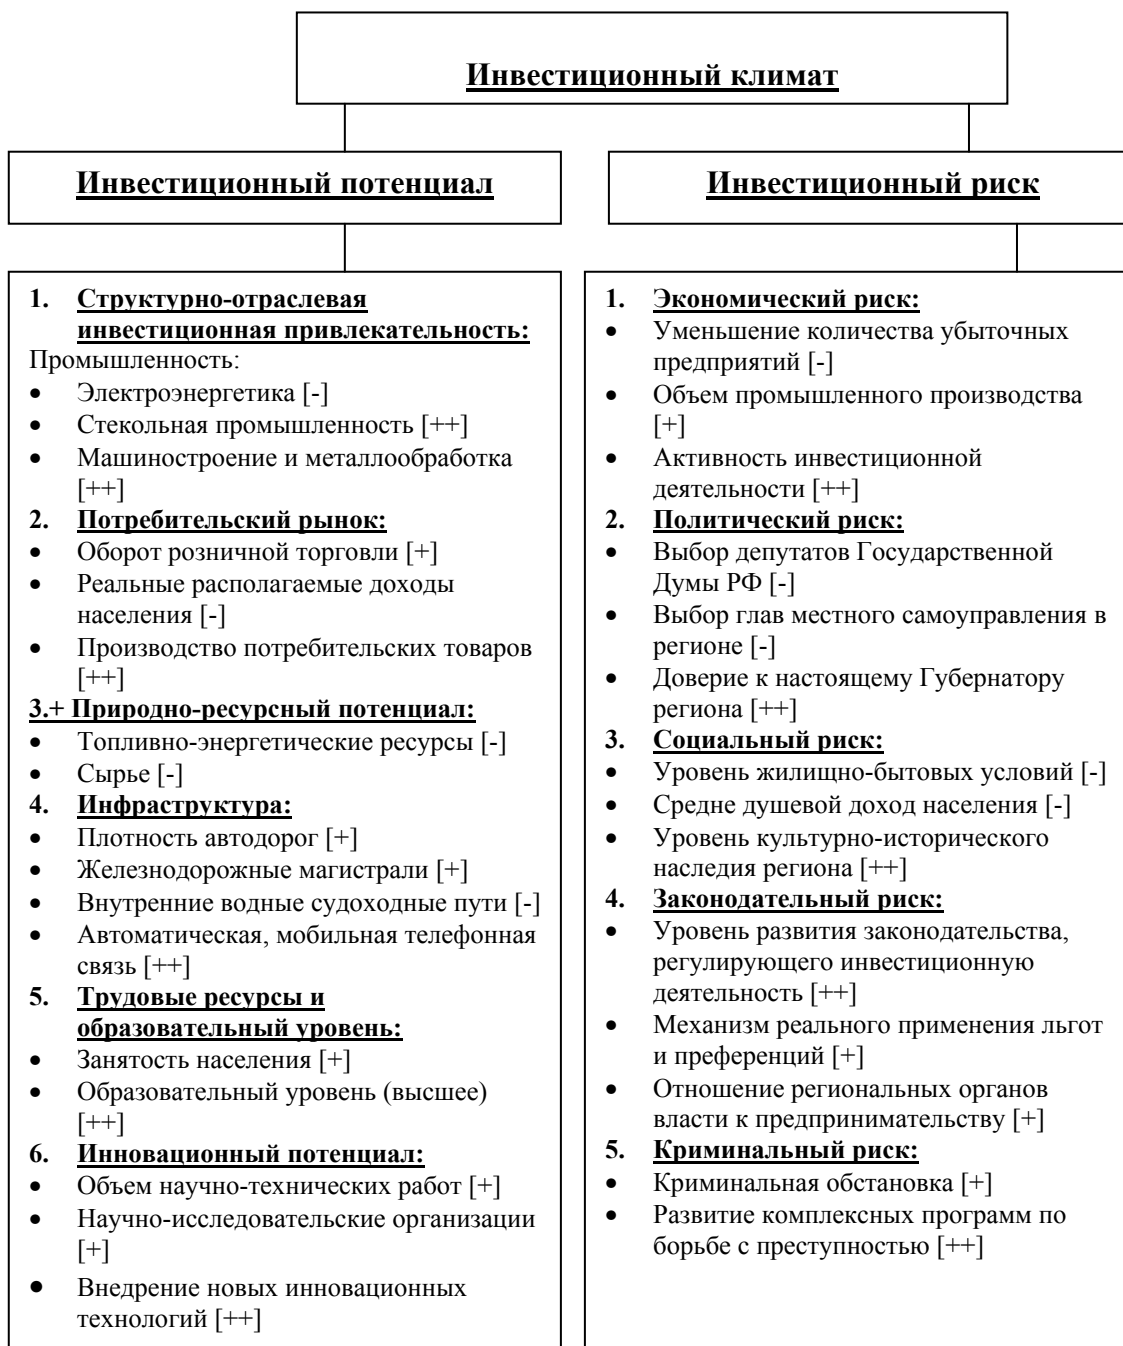 Инвестиционный климат
Инвестиционный потенциал
Инвестиционный риск
1. Структурно-отраслевая
инвестиционная привлекательность:
Промышленность:
• Электроэнергетика [-]
• Стекольная промышленность [++]
• Машиностроение и металлообработка
[++]
2. Потребительский рынок:
• Оборот розничной торговли [+]
• Реальные располагаемые доходы
населения [-]
• Производство потребительских товаров
[++]
3.+ Природно-ресурсный потенциал:
• Топливно-энергетические ресурсы [-]
• Сырье [-]
4. Инфраструктура:
• Плотность автодорог [+]
• Железнодорожные магистрали [+]
• Внутренние водные судоходные пути [-]
• Автоматическая, мобильная телефонная
связь [++]
5. Трудовые ресурсы и
образовательный уровень:
• Занятость населения [+]
• Образовательный уровень (высшее)
[++]
6. Инновационный потенциал:
• Объем научно-технических работ [+]
• Научно-исследовательские организации
[+]
• Внедрение новых инновационных
технологий [++]
1. Экономический риск:
• Уменьшение количества убыточных
предприятий [-]
• Объем промышленного производства
[+]
• Активность инвестиционной
деятельности [++]
2. Политический риск:
• Выбор депутатов Государственной
Думы РФ [-]
• Выбор глав местного самоуправления в
регионе [-]
• Доверие к настоящему Губернатору
региона [++]
3. Социальный риск:
• Уровень жилищно-бытовых условий [-]
• Средне душевой доход населения [-]
• Уровень культурно-исторического
наследия региона [++]
4. Законодательный риск:
• Уровень развития законодательства,
регулирующего инвестиционную
деятельность [++]
• Механизм реального применения льгот
и преференций [+]
• Отношение региональных органов
власти к предпринимательству [+]
5. Криминальный риск:
• Криминальная обстановка [+]
• Развитие комплексных программ по
борьбе с преступностью [++]